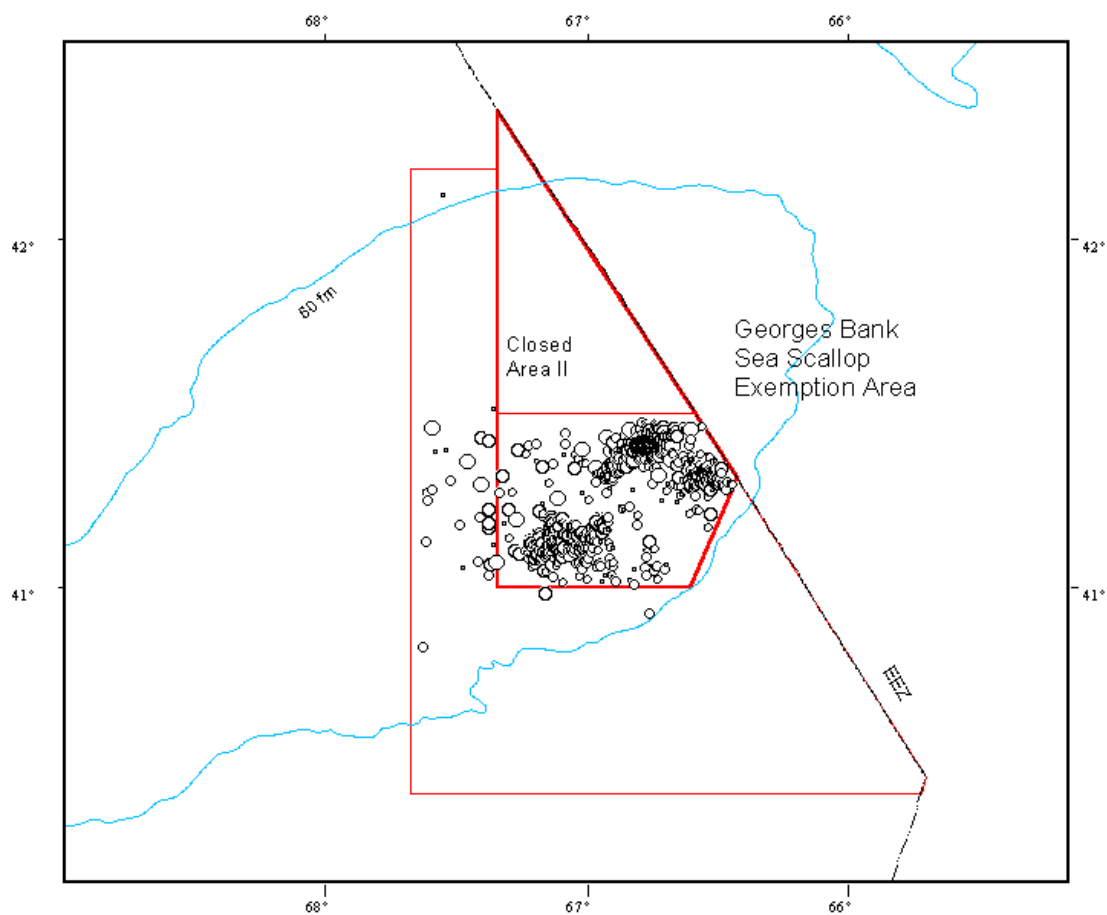 68° 67° 66°
42° 42°
60 fm
Georges Bank
Sea Scallop
Exemption Area
Closed
Area II
41° 41°
EEZ
68° 67° 66°